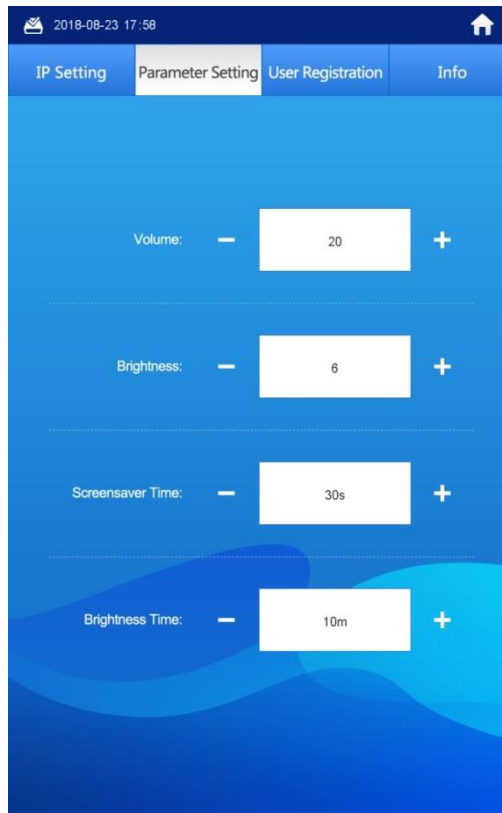 2018-08-23 17:58
IP Setting Parameter Setting User Registration Info
Volume: 20
Brightness: 6
Screensaver Time: 30s
Brightness Time: 10m